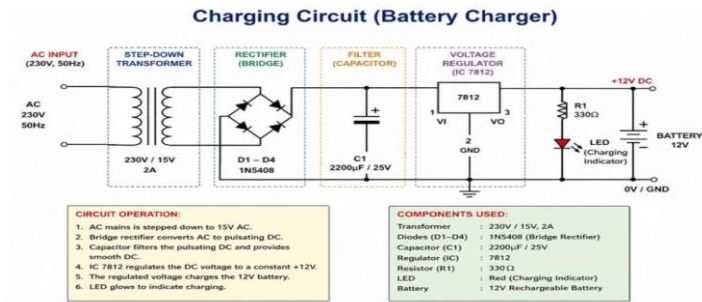 Charging Circuit (Battery Charger)
AC INPUT
(230V, 50Hz)
STEP-DOWN
TRANSFORMER
RECTIFIER
(BRIDGE)
FILTER
(CAPACITOR)
VOLTAGE
REGULATOR
(IC 7812)
+12V DC
AC
230V
50Hz
7812
1
VI
3
VO
2
GND
R1
330Ω
LED
(Charging
Indicator)
BATTERY
12V
+
+
230V / 15V
2A
D1 – D4
1N5408
C1
2200µF / 25V
0V / GND
CIRCUIT OPERATION:
1. AC mains is stepped down to 15V AC.
2. Bridge rectifier converts AC to pulsating DC.
3. Capacitor filters the pulsating DC and provides
smooth DC.
4. IC 7812 regulates the DC voltage to a constant +12V.
5. The regulated voltage charges the 12V battery.
6. LED glows to indicate charging.
COMPONENTS USED:
Transformer : 230V / 15V, 2A
Diodes (D1–D4) : 1N5408 (Bridge Rectifier)
Capacitor (C1) : 2200µF / 25V
Regulator (IC) : 7812
Resistor (R1) : 330 Ω
LED : Red (Charging Indicator)
Battery : 12V Rechargeable Battery